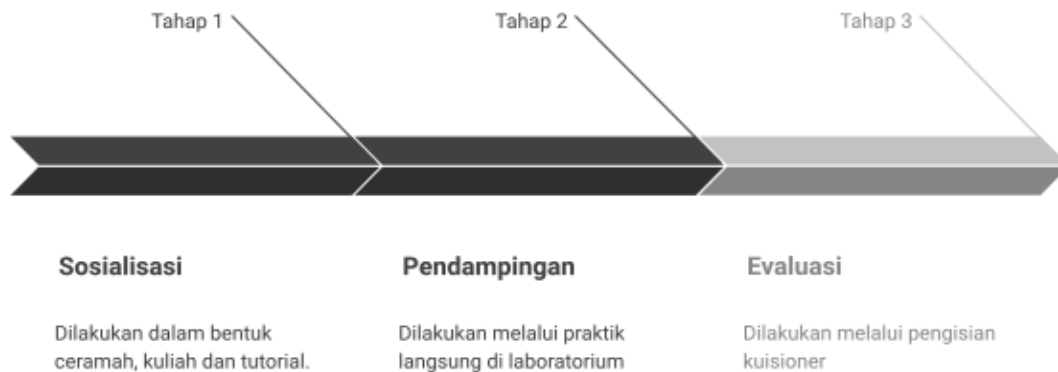 Tahap 1
Tahap 2
Tahap 3
Sosialisasi
Dilakukan dalam bentuk
ceramah, kuliah dan tutorial.
Pendampingan
Dilakukan melalui praktik
langsung di laboratorium
Evaluasi
Dilakukan melalui pengisian
kuisioner